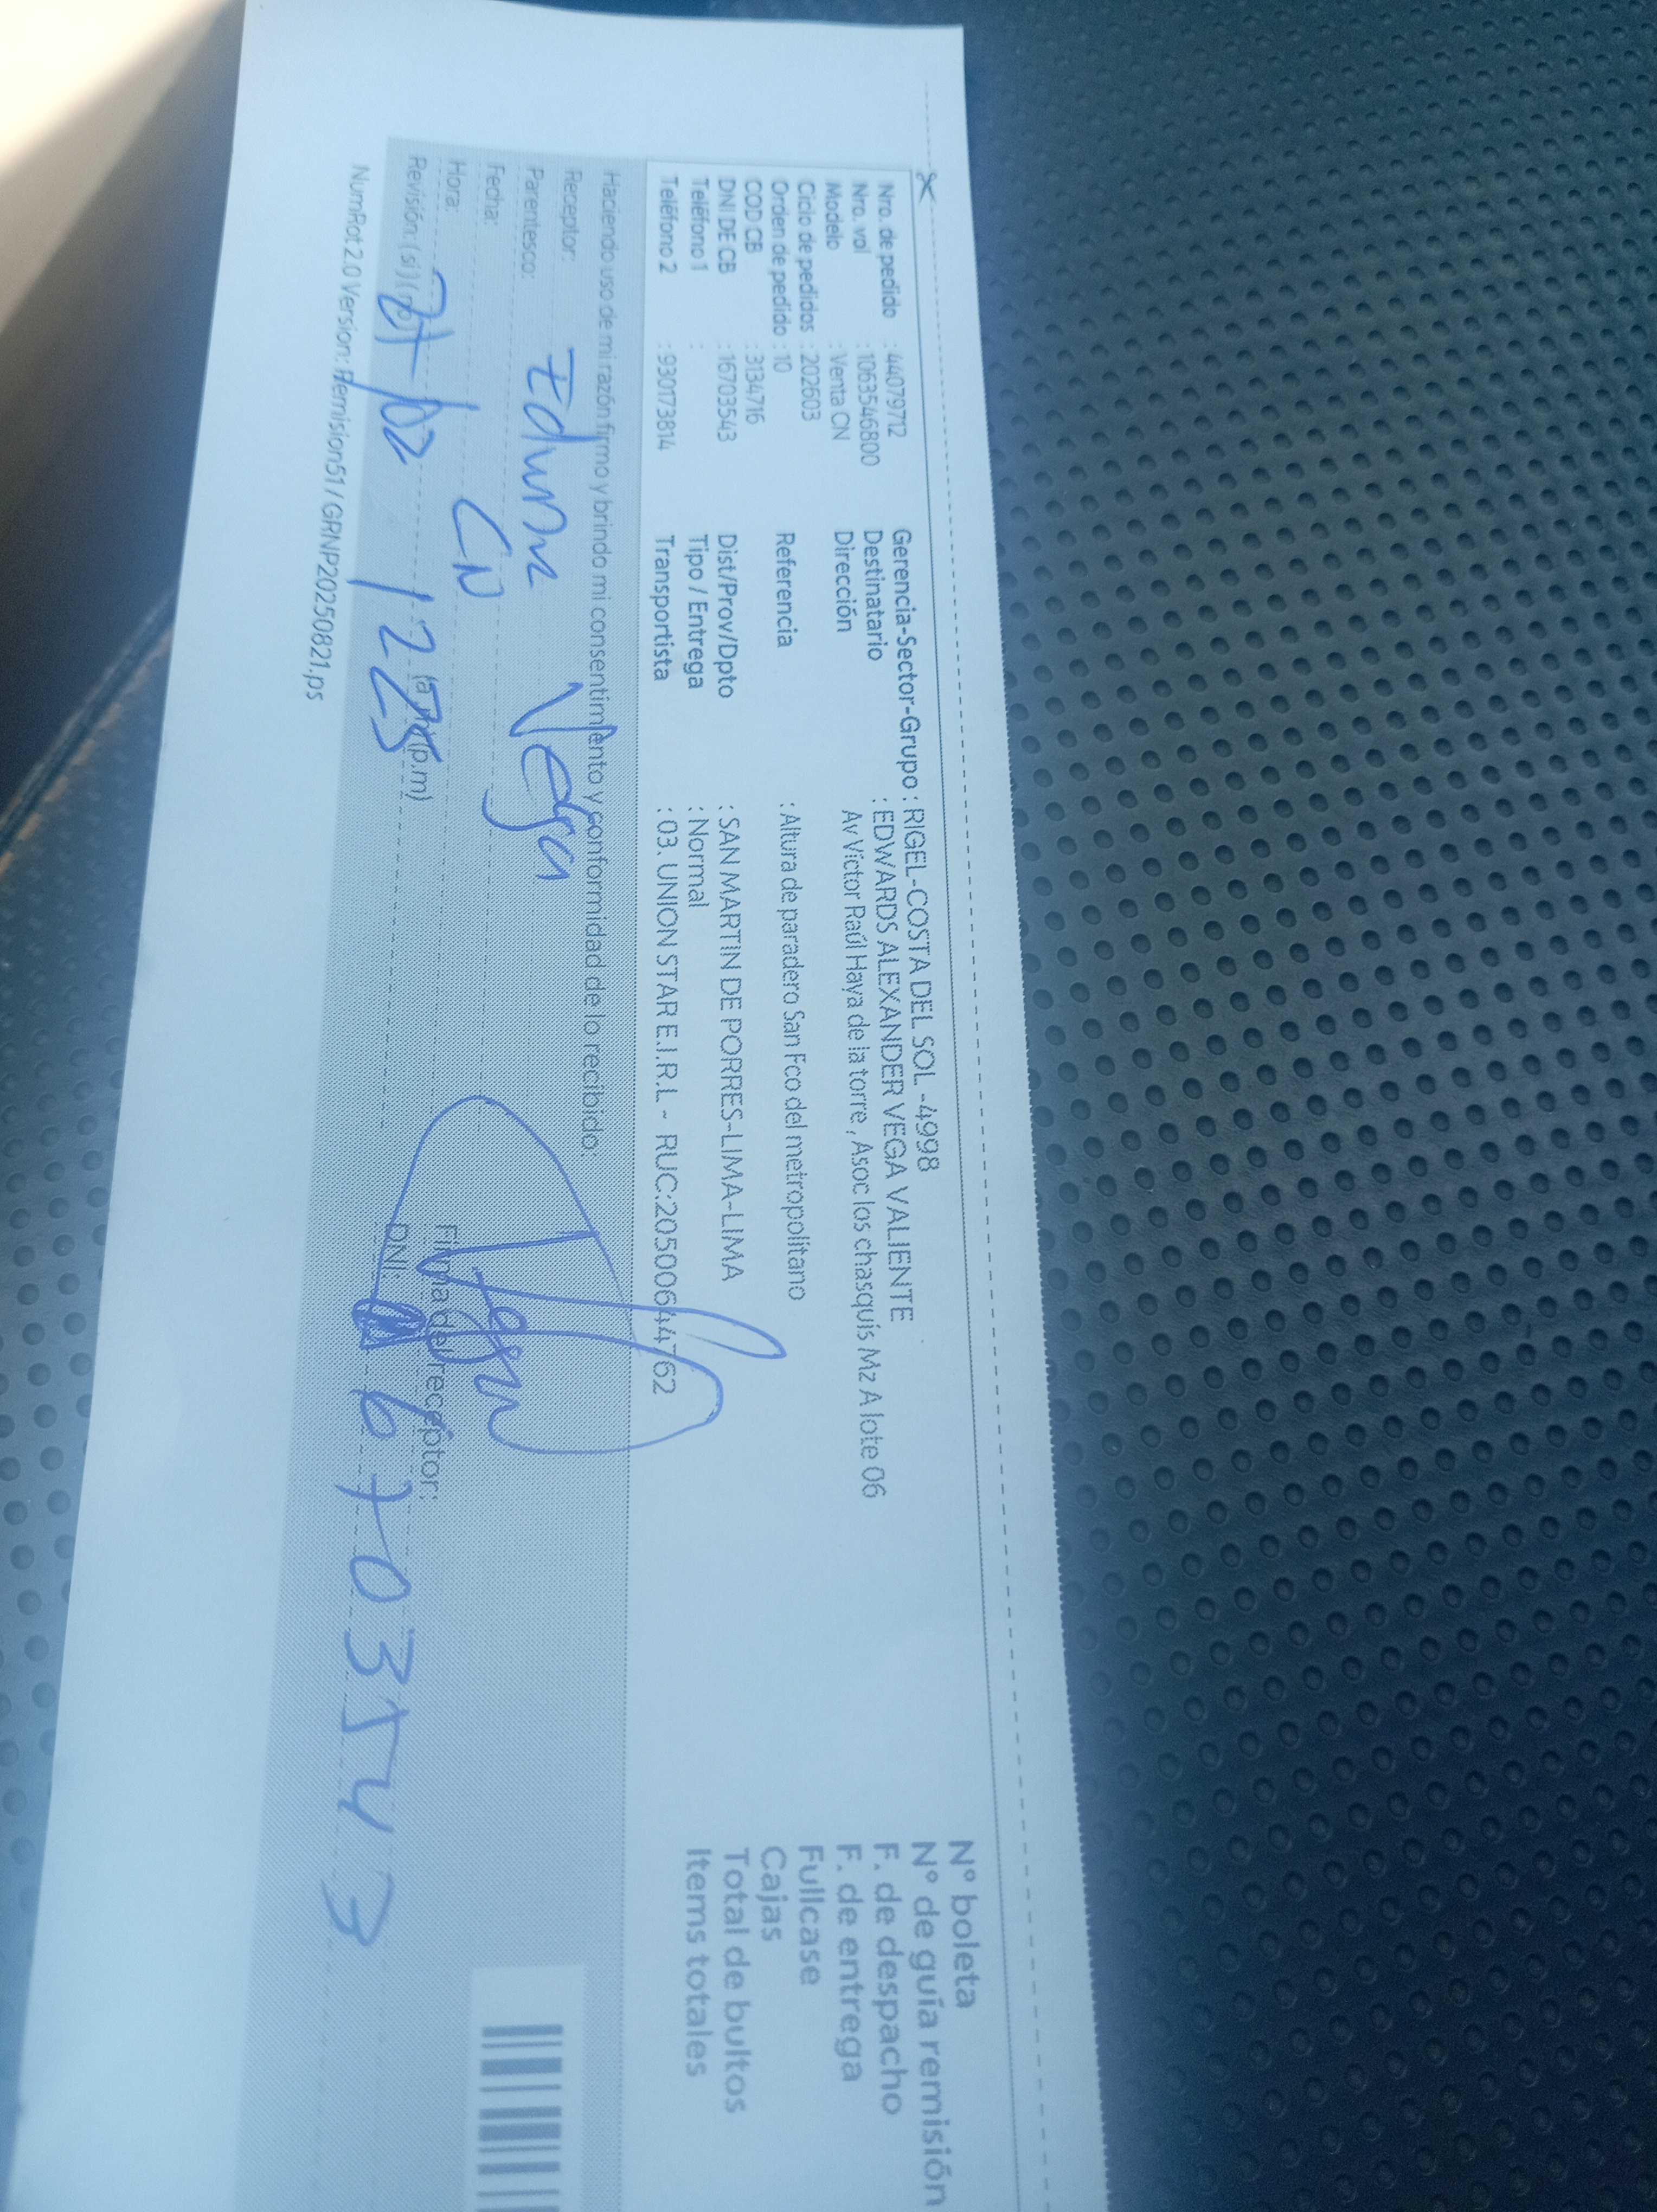 Nro. de pedido : 44079712
Nro. vol : 1063546800
Modelo : Venta CN
Ciclo de pedidos : 202603
Orden de pedido : 10
COD CB : 3134716
DNI DE CB : 16703543
Teléfono 1 :
Teléfono 2 : 930173814
Gerencia-Sector-Grupo : RIGEL-COSTA DEL SOL -4998
Destinatario : EDWARDS ALEXANDER VEGA VALIENTE
Dirección Av Victor Raúl Haya de la torre , Asoc los chasquis Mz A lote 06
Referencia : Altura de paradero San Fco del metropolitano
Dist/Prov/Dpto : SAN MARTIN DE PORRES-LIMA-LIMA
Tipo / Entrega : Normal
Transportista : 03. UNION STAR E.I.R.L - RUC:20500644762
N° boleta
N° de guía remisión
F. de despacho
F. de entrega
Fullcase
Cajas
Total de bultos
Items totales
Haciendo uso de mi razón firmo y brindo mi consentimiento y conformidad de lo recibido.
Receptor: Vega
Parentesco: CN
Fecha:
Hora: p.m)
Revisión: (si) (no) 1225
Firma del receptor:
DNI: 6703543
NumRot 2.0 Version: Remision51 / GRNP20250821.ps